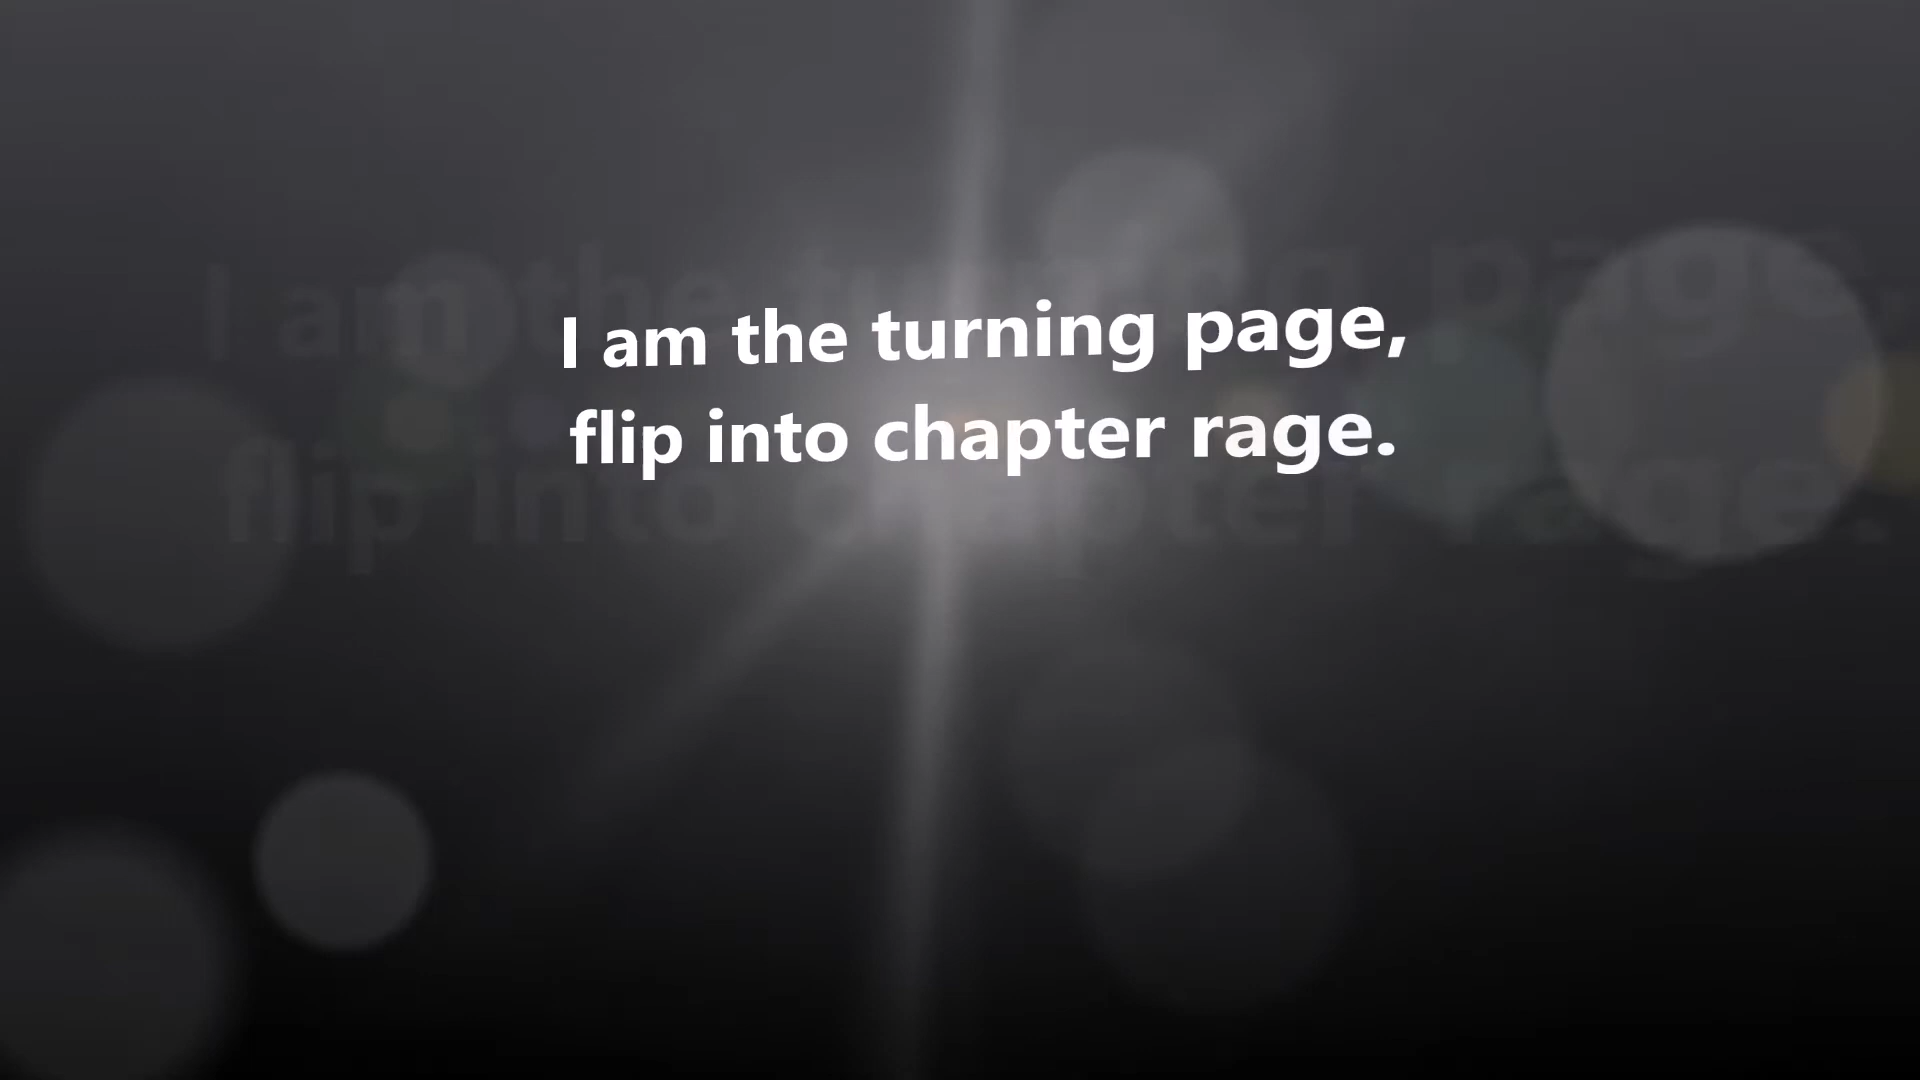 I am the turning page,
flip into chapter rage.